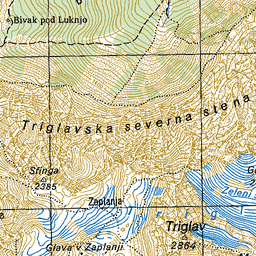 Bivak pod Luknjo
Triglavska severna stena
Sfinga
2385
Zaplanja
Zeleni
Triglav
2864
Glava v Zaplanji